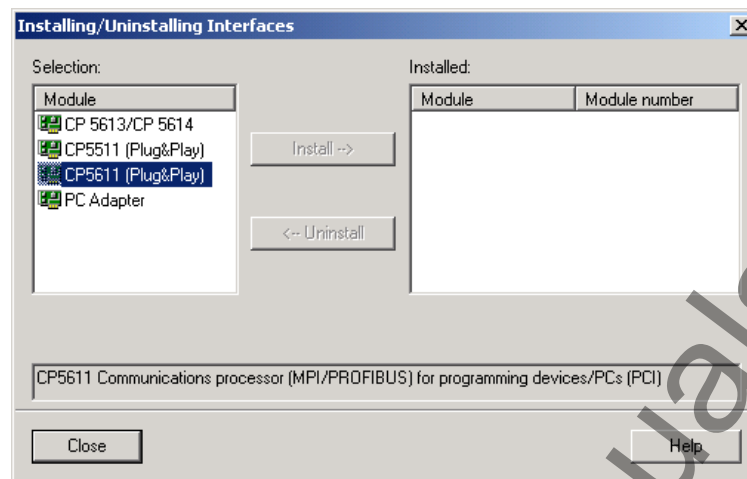 Installing/Uninstalling Interfaces
Selection:
Installed:
Module
Module
Module number
CP 5613/CP 5614
CP5511 (Plug&Play)
CP5611 (Plug&Play)
PC Adapter
Install -->
<-- Uninstall
CP5611 Communications processor (MPI/PROFIBUS) for programming devices/PCs (PCI)
Close
Help